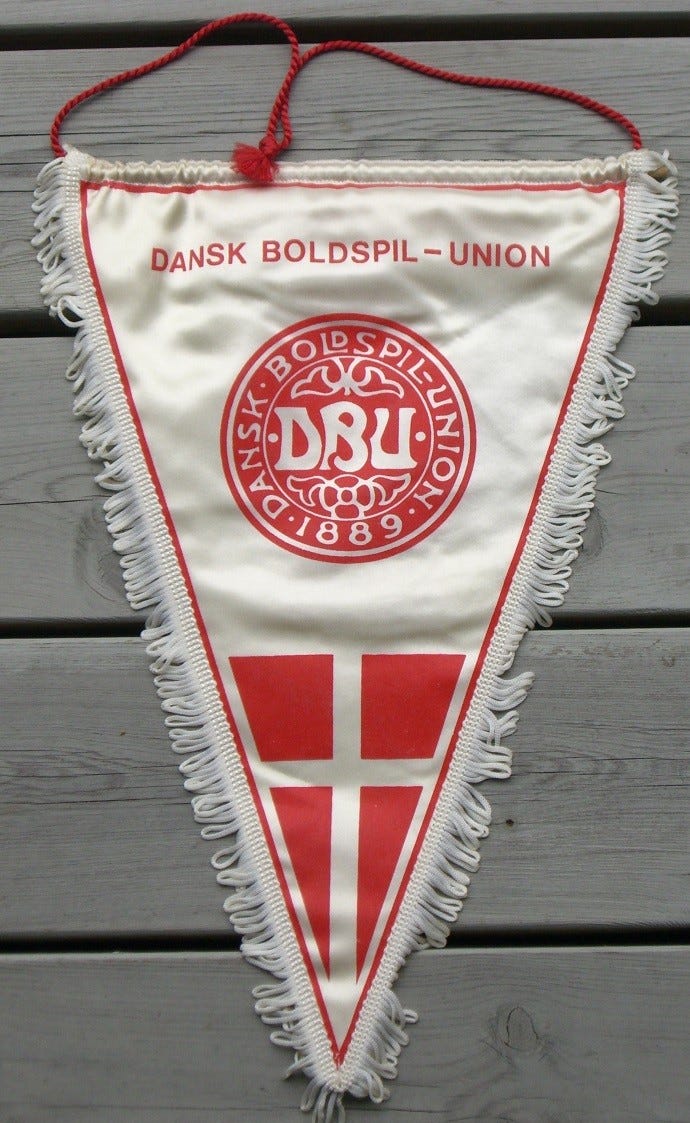 DANSK BOLDSPIL-UNION
DANSK · BOLDSPIL-UNION
· DBU ·
· 1889 ·